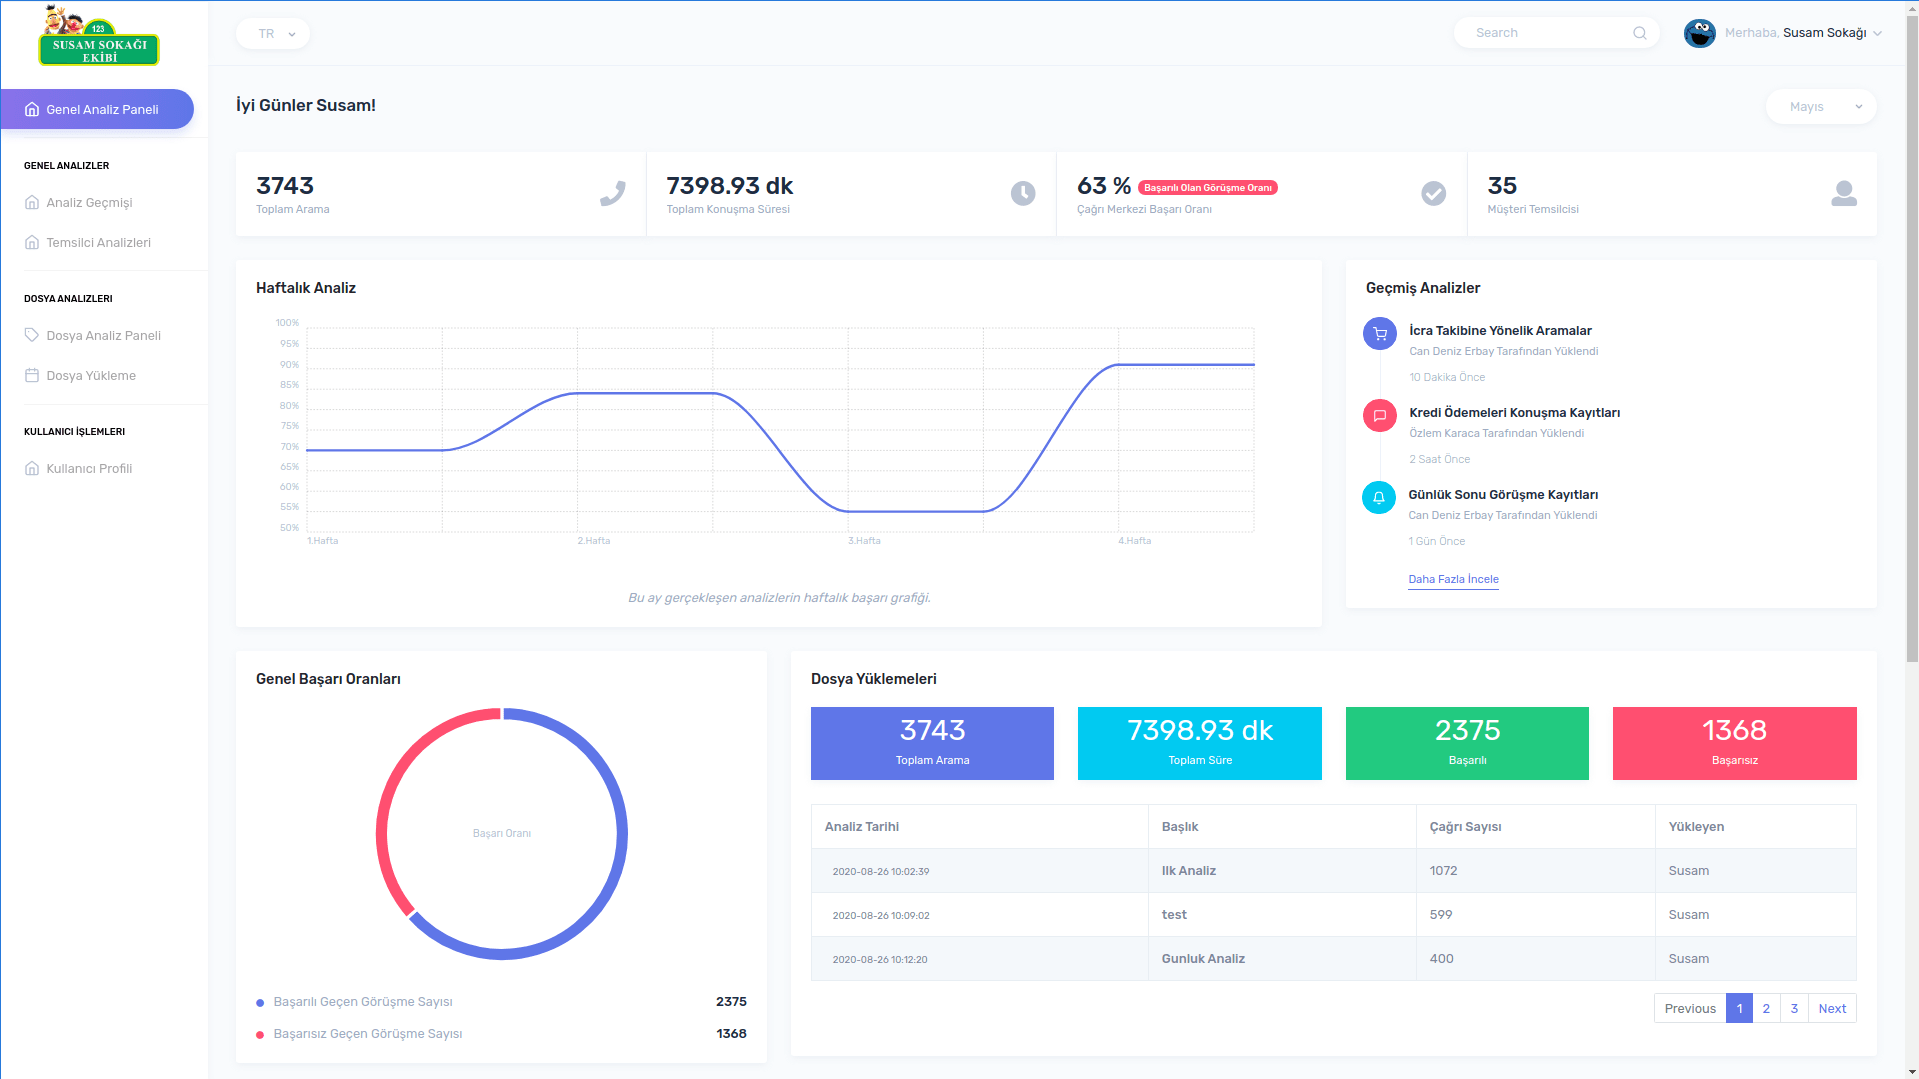 123
SUSAM SOKAĞI
EKİBİ
TR
Search
Merhaba, Susam Sokağı
Genel Analiz Paneli
GENEL ANALIZLER
Analiz Geçmişi
Temsilci Analizleri
DOSYA ANALIZLERI
Dosya Analiz Paneli
Dosya Yükleme
KULLANICI İŞLEMLERI
Kullanıcı Profili
İyi Günler Susam!
Mayıs
3743
Toplam Arama
7398.93 dk
Toplam Konuşma Süresi
63 % Başarılı Olan Görüşme Oranı
Çağrı Merkezi Başarı Oranı
35
Müşteri Temsilcisi
Haftalık Analiz
100%
95%
90%
85%
80%
75%
70%
65%
60%
55%
50%
1.Hafta 2.Hafta 3.Hafta 4.Hafta
Bu ay gerçekleşen analizlerin haftalık başarı grafiği.
Geçmiş Analizler
İcra Takibine Yönelik Aramalar
Can Deniz Erbay Tarafından Yüklendi
10 Dakika Önce
Kredi Ödemeleri Konuşma Kayıtları
Özlem Karaca Tarafından Yüklendi
2 Saat Önce
Günlük Sonu Görüşme Kayıtları
Can Deniz Erbay Tarafından Yüklendi
1 Gün Önce
Daha Fazla İncele
Genel Başarı Oranları
Başarı Oranı
Başarılı Geçen Görüşme Sayısı 2375
Başarısız Geçen Görüşme Sayısı 1368
Dosya Yüklemeleri
3743
Toplam Arama
7398.93 dk
Toplam Süre
2375
Başarılı
1368
Başarısız
Analiz Tarihi Başlık Çağrı Sayısı Yükleyen
2020-08-26 10:02:39 Ilk Analiz 1072 Susam
2020-08-26 10:09:02 test 599 Susam
2020-08-26 10:12:20 Gunluk Analiz 400 Susam
Previous 1 2 3 Next